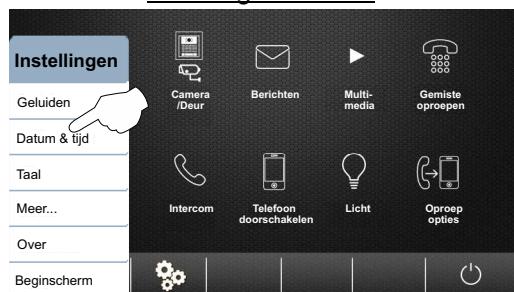 Instellingen
Geluiden
Datum & tijd
Taal
Meer...
Over
Beginscherm
Camera
/Deur
Berichten
Multi-
media
Gemiste
oproepen
Intercom
Telefoon
doorschakelen
Licht
Oproep
opties